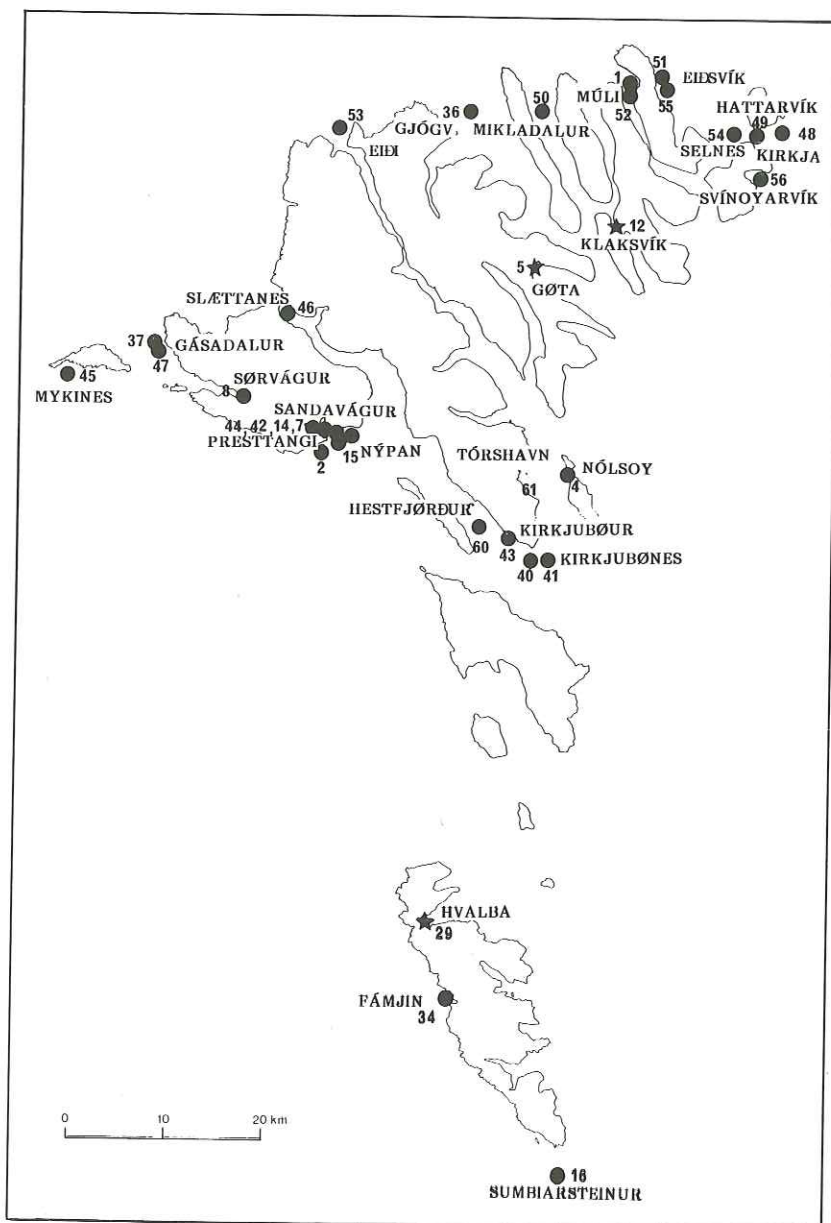 51
1 EIÐSVÍK
MÚLI 55
52
HATTARVÍK
49 48
54
SELNES KIRKJA
56
SVÍNOYARVÍK
53
EIÐI
36 50
GJÓGV, MIKLADALUR
12
KLAKSVÍK
5
GØTA
SLÆTTANES 46
37
GÁSADALUR
47
45
MYKINES
SØRVÁGUR
8
SANDAVÁGUR
44, 42, 14, 7,
PRESTTANGI
15 NÝPAN
2
TÓRSHAVN
NÓLSOY
4
61
HESTFJØRÐUR
60
KIRKJUBØUR
43
KIRKJUBØNES
40 41
HVALBA
29
FÁMJIN
34
0 10 20 km
16
SUMBIARSTEINUR